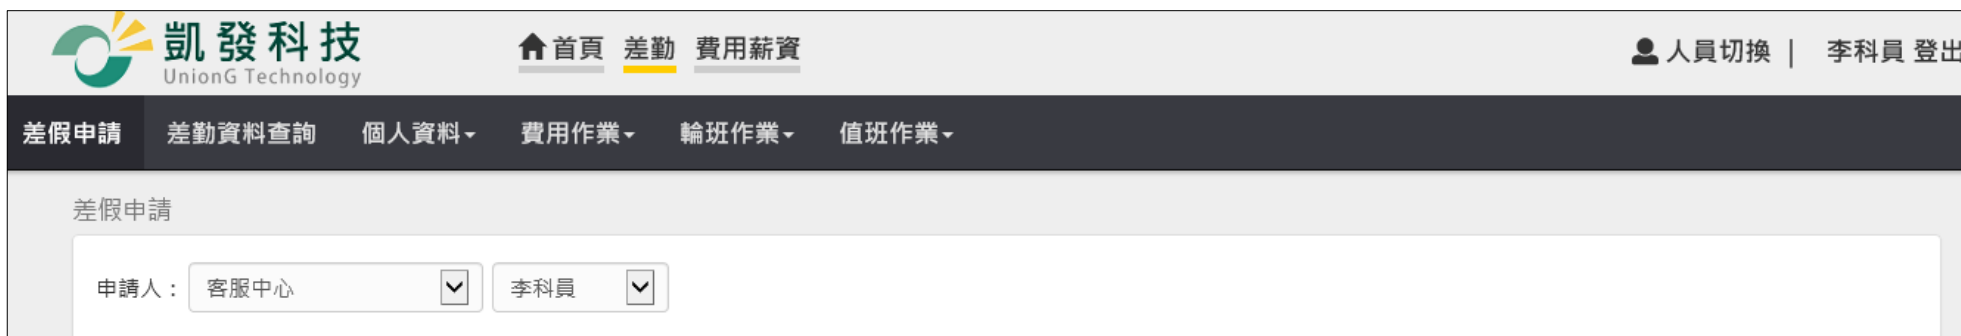 凱發科技
UnionG Technology
首頁 差勤 費用薪資
人員切換 | 李科員 登出
差假申請 差勤資料查詢 個人資料 費用作業 輪班作業 值班作業
差假申請
申請人: 客服中心 李科員